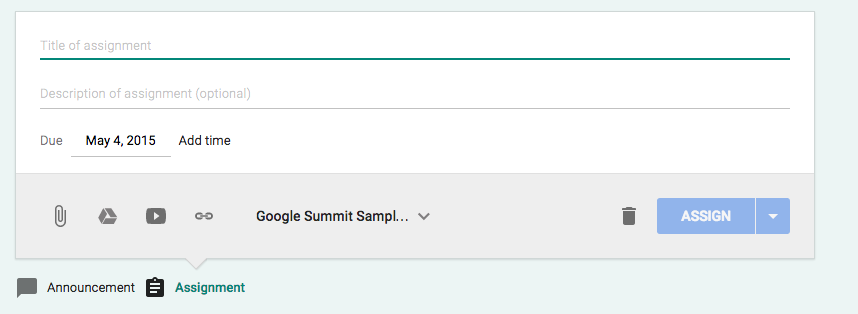 Title of assignment
Description of assignment (optional)
Due May 4, 2015 Add time
Google Summit Sampl... ASSIGN
Announcement Assignment